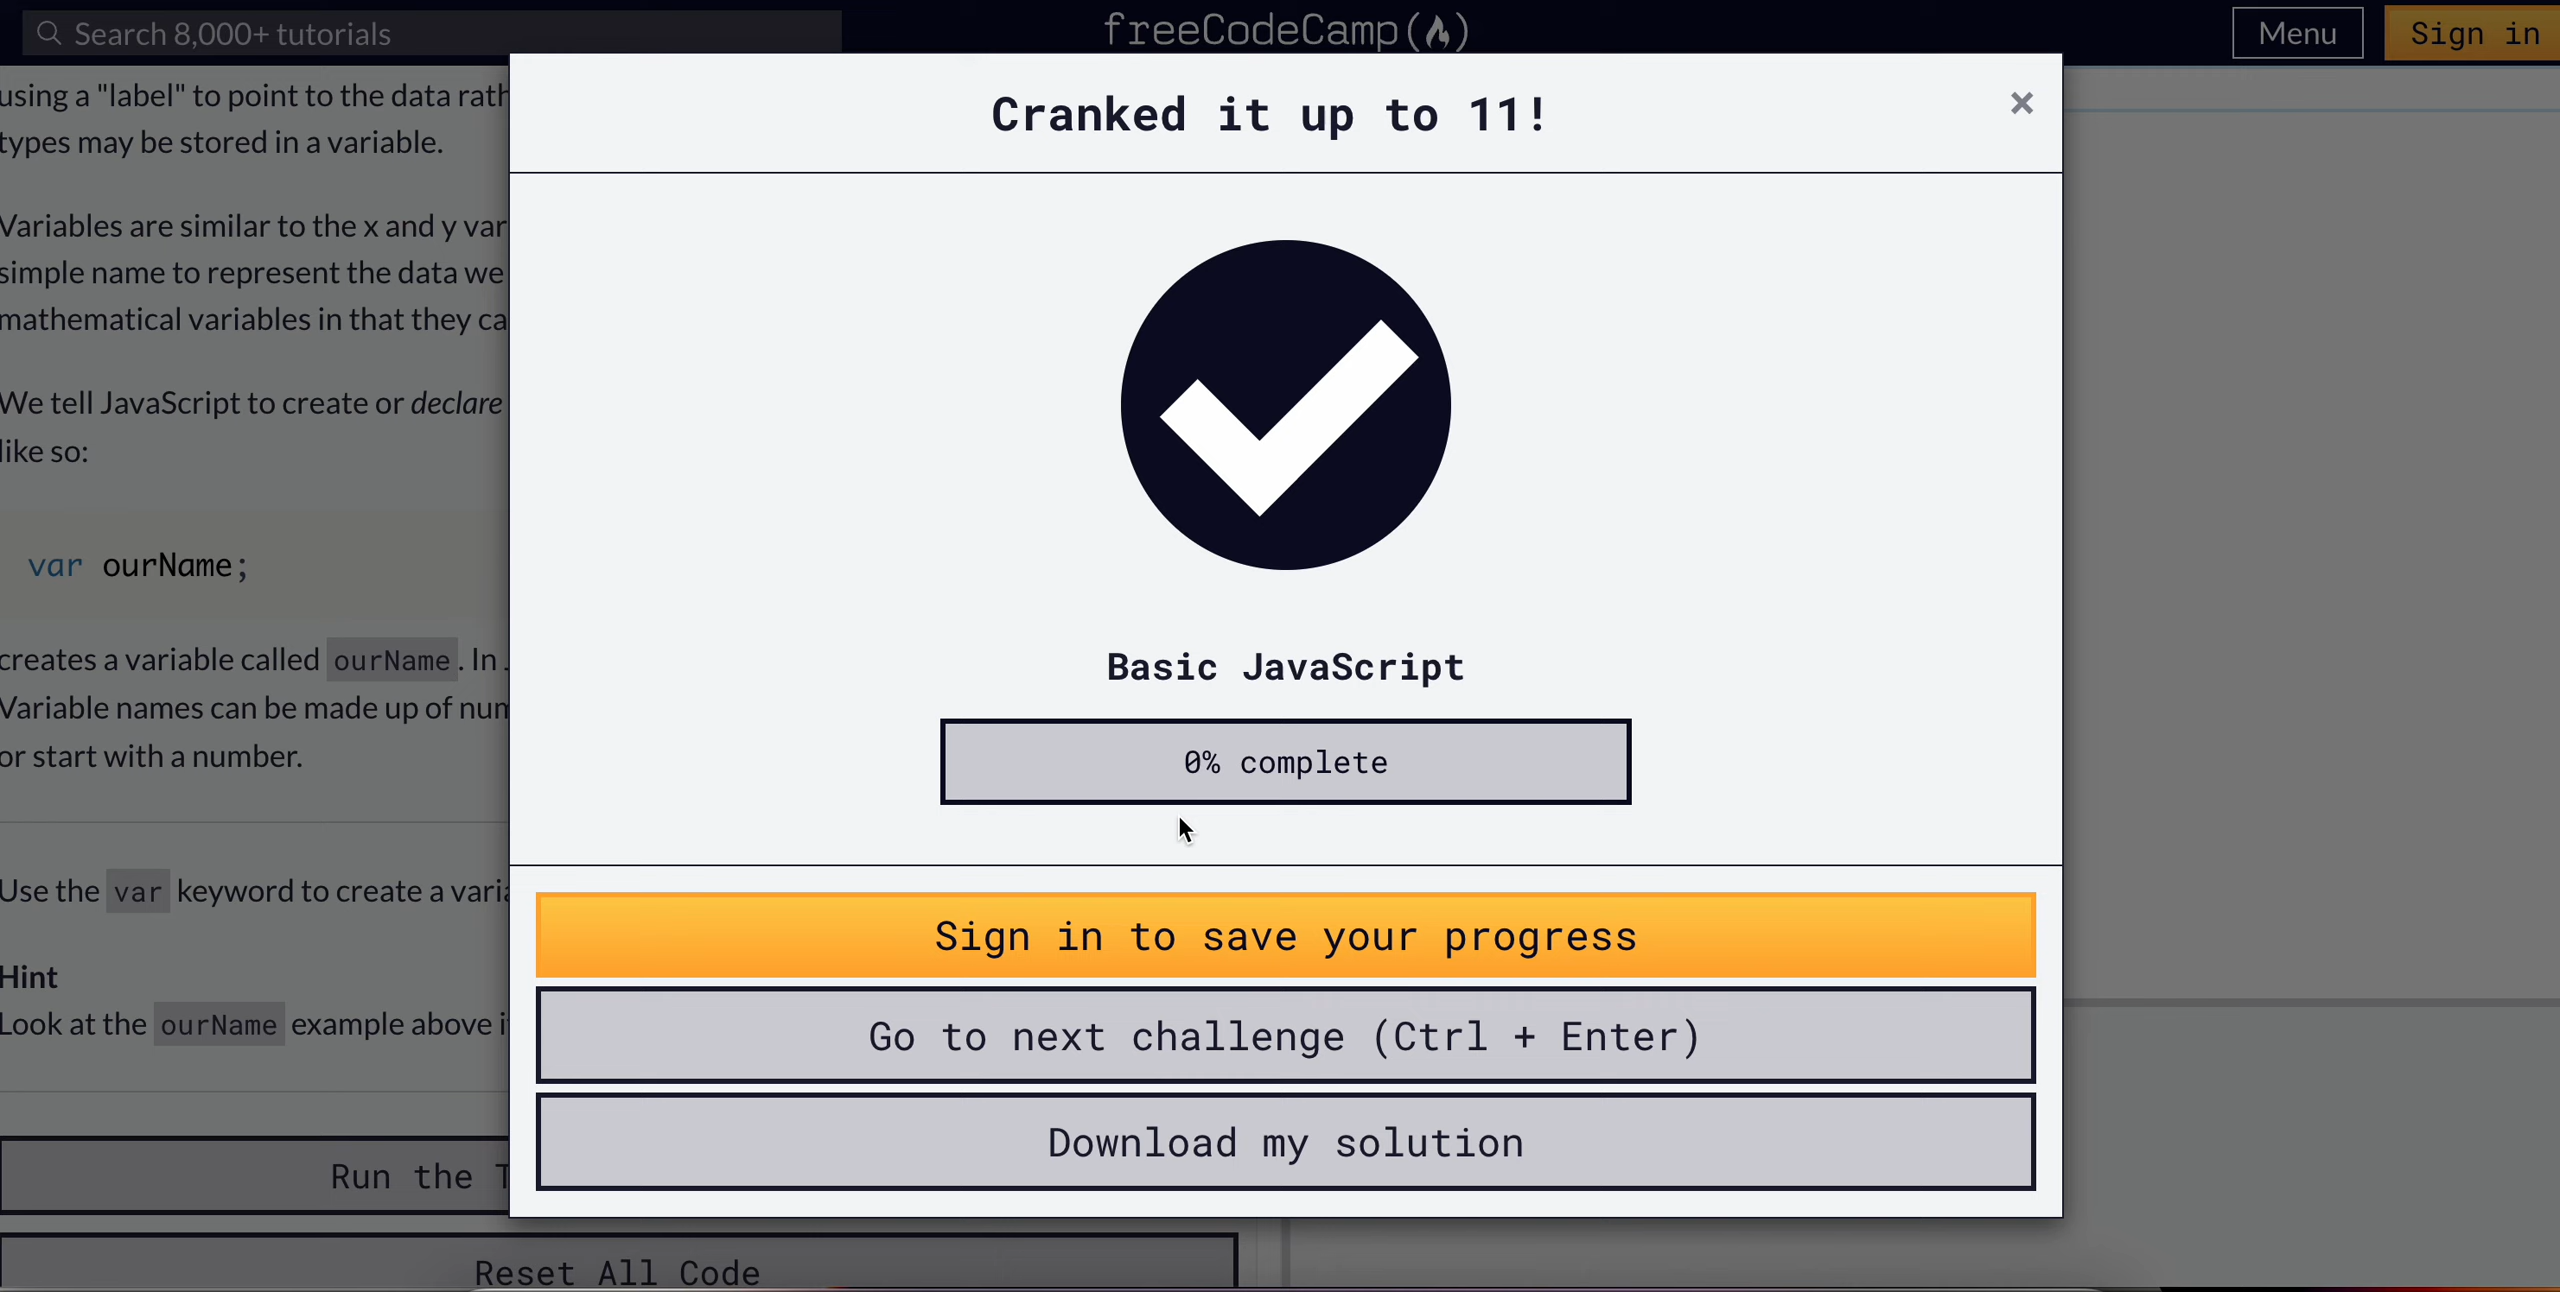 Search 8,000+ tutorials
freeCodeCamp
Menu
Sign in
using a "label" to point to the data
types may be stored in a variable.
Variables are similar to the x and y
simple name to represent the data we
mathematical variables in that they
We tell JavaScript to create or declare
like so:
var ourName;
creates a variable called ourName. In
Variable names can be made up of
or start with a number.
Use the var keyword to create a
Hint
Look at the ourName example above
Run the
Reset All Code
Cranked it up to 11!
×
Basic JavaScript
0% complete
Sign in to save your progress
Go to next challenge (Ctrl + Enter)
Download my solution